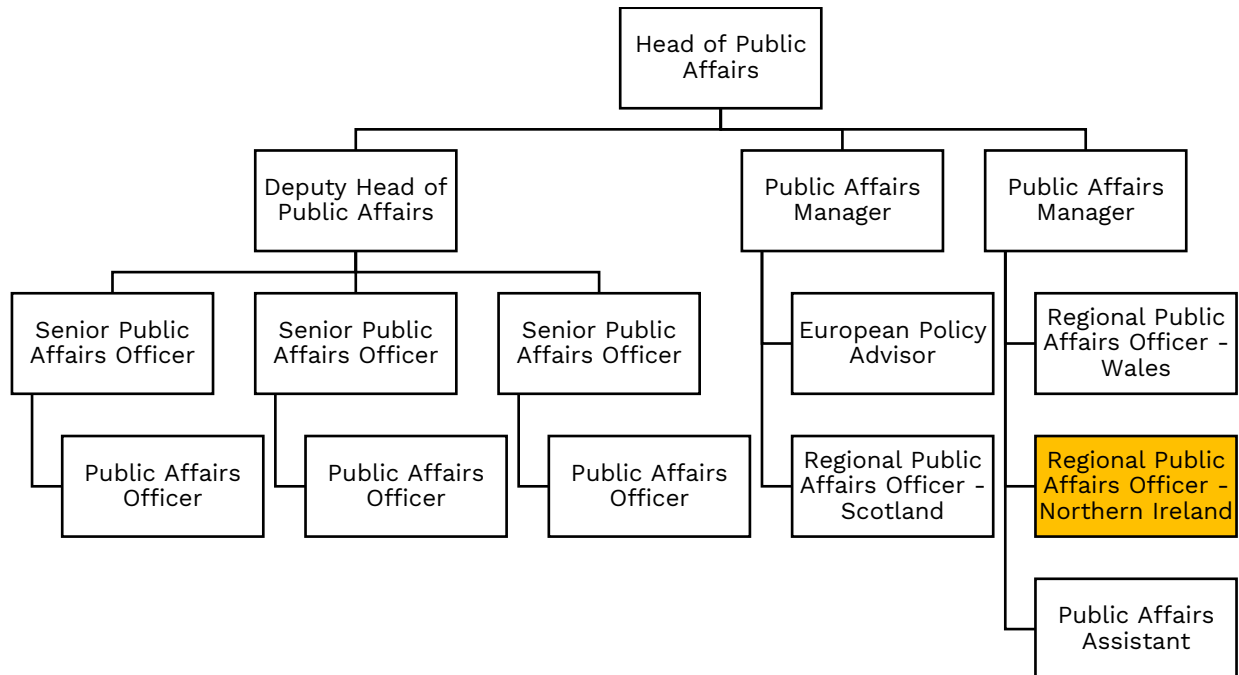 Head of Public
Affairs
Deputy Head of
Public Affairs
Public Affairs
Manager
Public Affairs
Manager
Senior Public
Affairs Officer
Senior Public
Affairs Officer
Senior Public
Affairs Officer
European Policy
Advisor
Regional Public
Affairs Officer -
Wales
Public Affairs
Officer
Public Affairs
Officer
Public Affairs
Officer
Regional Public
Affairs Officer -
Scotland
Regional Public
Affairs Officer -
Northern Ireland
Public Affairs
Assistant